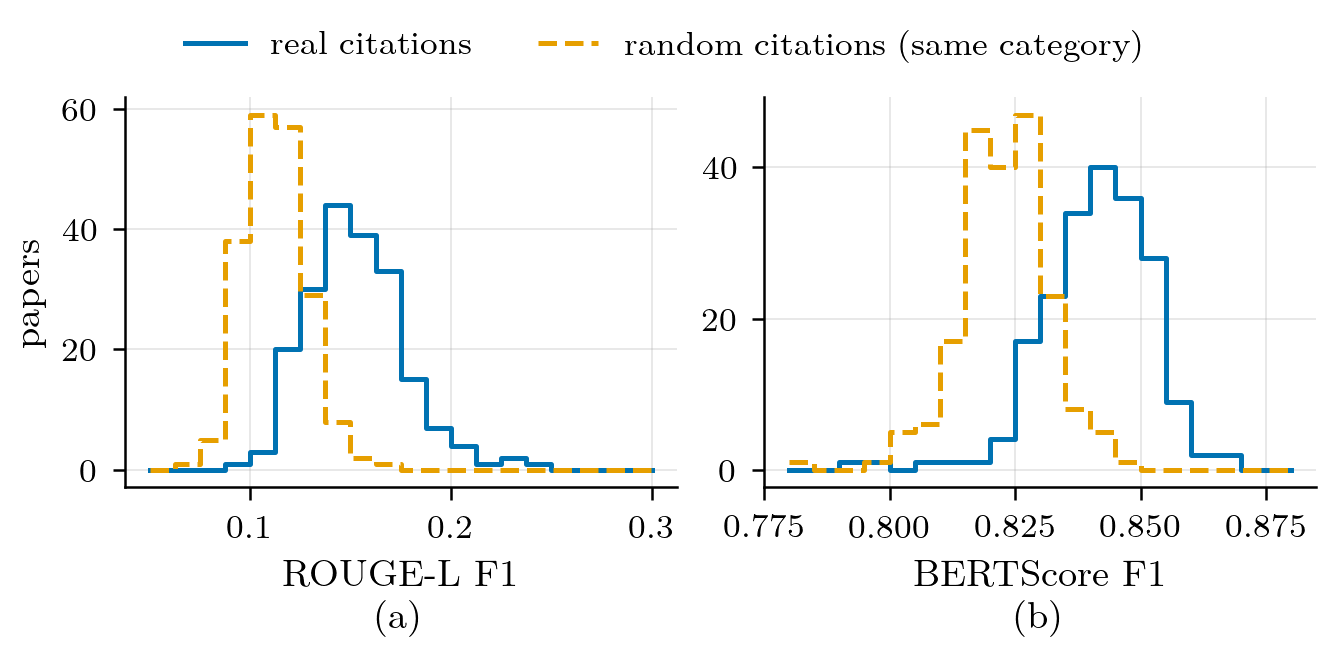 real citations random citations (same category)
papers
60
40
20
0
0.1 0.2 0.3
ROUGE-L F1
(a)
40
20
0
0.775 0.800 0.825 0.850 0.875
BERTScore F1
(b)